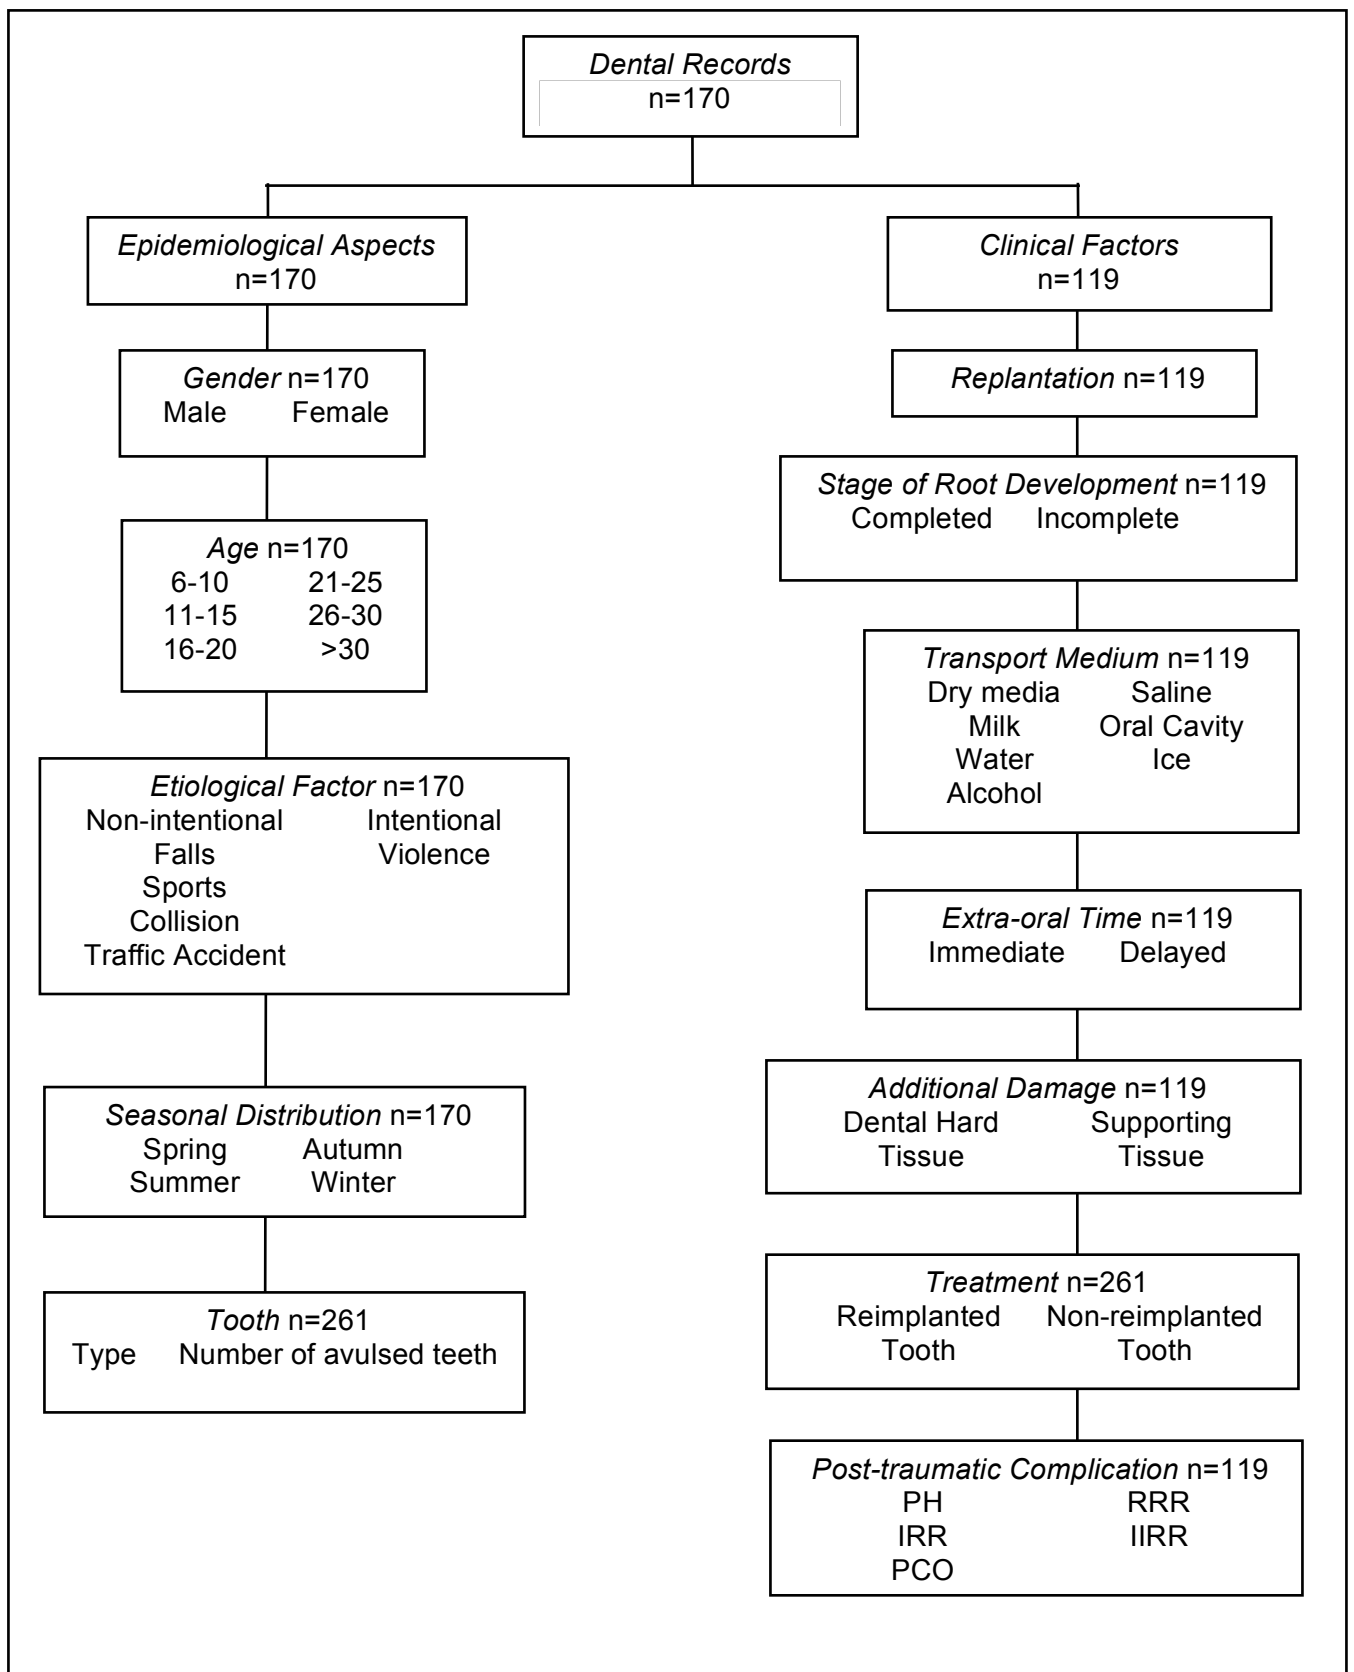 Dental Records
n=170
Epidemiological Aspects
n=170
Gender n=170
Male Female
Age n=170
6-10 21-25
11-15 26-30
16-20 >30
Etiological Factor n=170
Non-intentional Intentional
Falls Violence
Sports
Collision
Traffic Accident
Seasonal Distribution n=170
Spring Autumn
Summer Winter
Tooth n=261
Type Number of avulsed teeth
Clinical Factors
n=119
Replantation n=119
Stage of Root Development n=119
Completed Incomplete
Transport Medium n=119
Dry media Saline
Milk Oral Cavity
Water Ice
Alcohol
Extra-oral Time n=119
Immediate Delayed
Additional Damage n=119
Dental Hard Supporting
Tissue Tissue
Treatment n=261
Reimplanted Non-reimplanted
Tooth Tooth
Post-traumatic Complication n=119
PH RRR
IRR IIRR
PCO